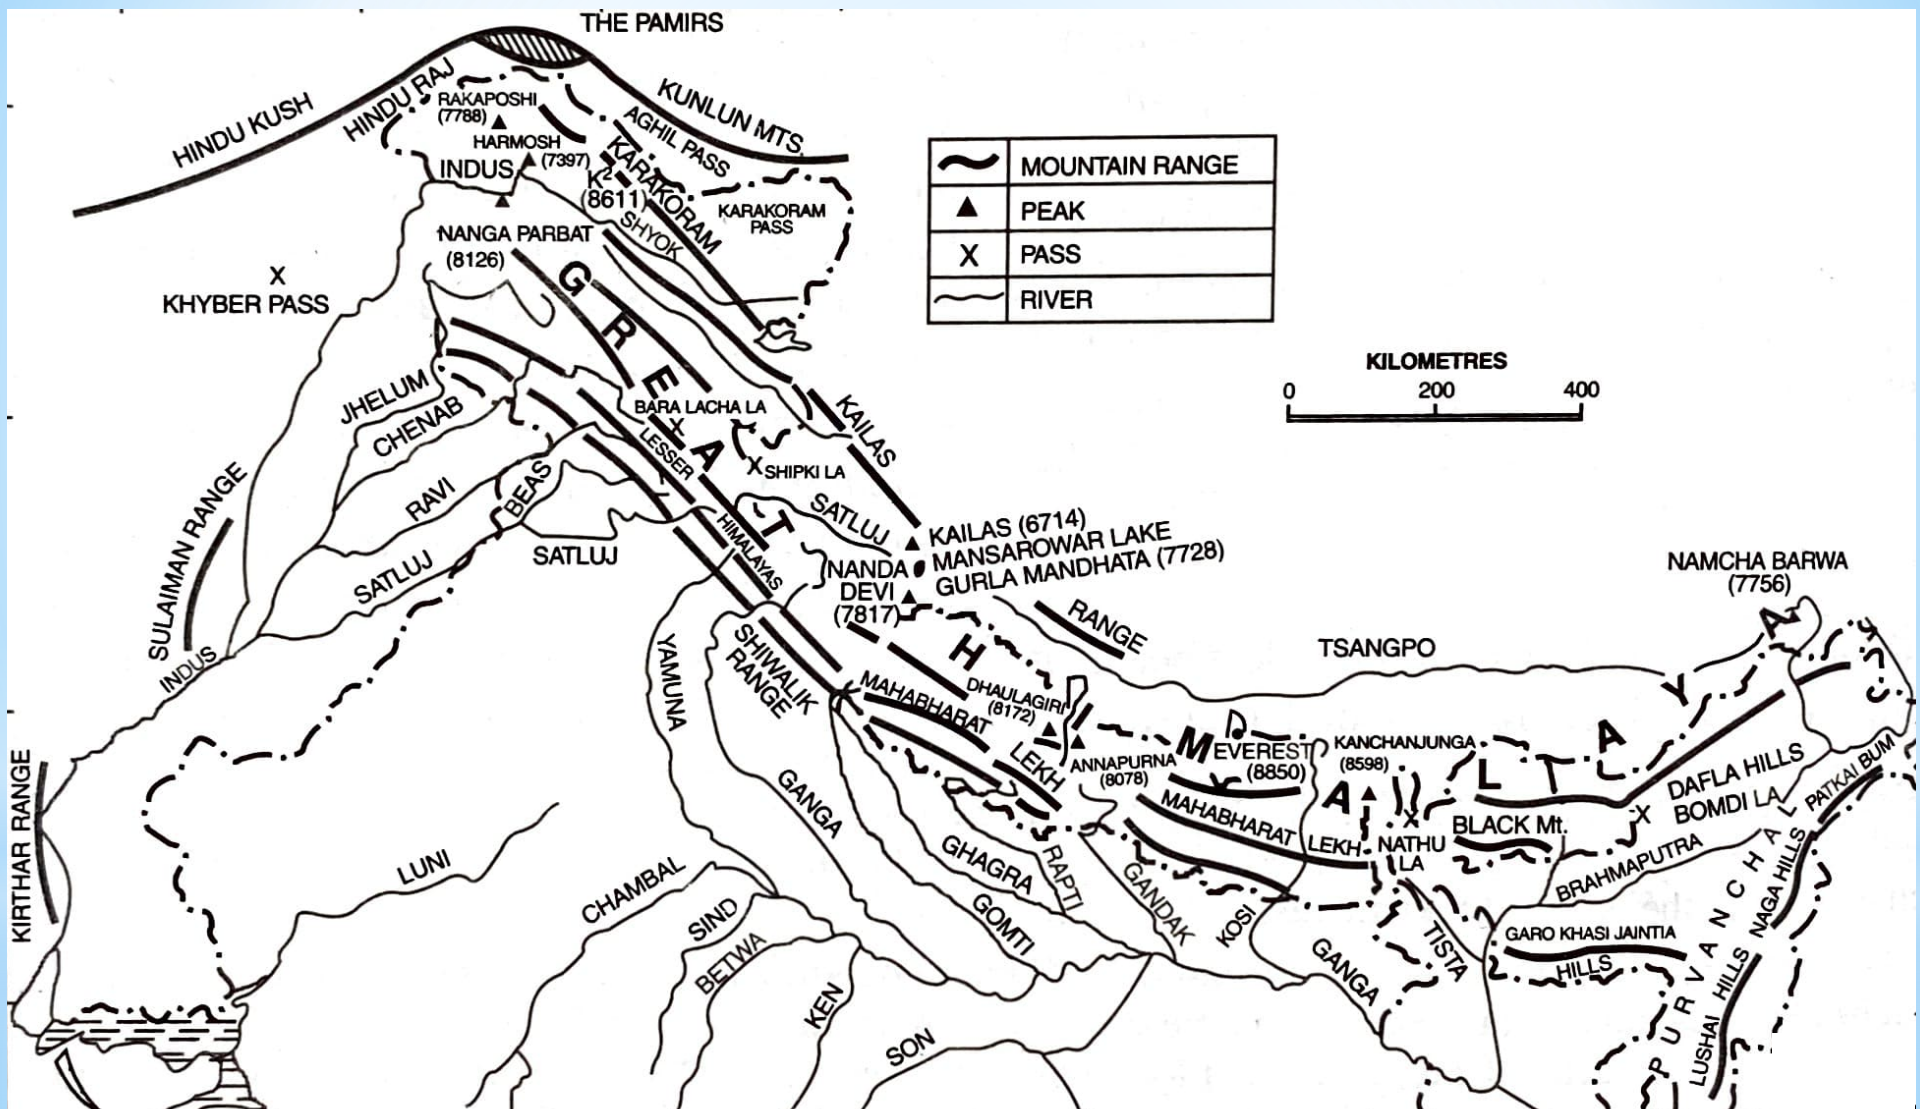 THE PAMIRS
HINDU KUSH
HINDU RAJ
RAKAPOSHI
(7788)
KUNLUN MTS.
AGHIL PASS
HARMOSH
(7397)
INDUS
K²
(8611)
KARAKORAM
KARAKORAM
PASS
SHYOK
NANGA PARBAT
(8126)
X
KHYBER PASS
MOUNTAIN RANGE
PEAK
X
PASS
RIVER
KILOMETRES
0 200 400
GREAT
HIMALAYA
JHELUM
CHENAB
RAVI
BEAS
SATLUJ
SATLUJ
BARA LACHA LA
X
LESSER
HIMALAYAS
X SHIPKI LA
KAILAS
SATLUJ
KAILAS (6714)
MANSAROWAR LAKE
GURLA MANDHATA (7728)
NANDA
DEVI
(7817)
RANGE
SULAIMAN RANGE
INDUS
KIRTHAR RANGE
YAMUNA
SHIWALIK
RANGE
MAHABHARAT
LEKH
DHAULAGIRI
(8172)
ANNAPURNA
(8078)
TSANGPO
NAMCHA BARWA
(7756)
EVEREST
(8850)
KANCHANJUNGA
(8598)
MAHABHARAT LEKH
X
NATHU
LA
BLACK Mt.
X
DAFLA HILLS
BOMDI LA
PATKAI BUM
BRAHMAPUTRA
PURVANCHAL
NAGA HILLS
LUSHAI HILLS
GARO KHASI JAINTIA
HILLS
TISTA
GANGA
KOSI
GANDAK
RAPTI
GHAGRA
GOMTI
GANGA
LUNI
CHAMBAL
SIND
BETWA
KEN
SON